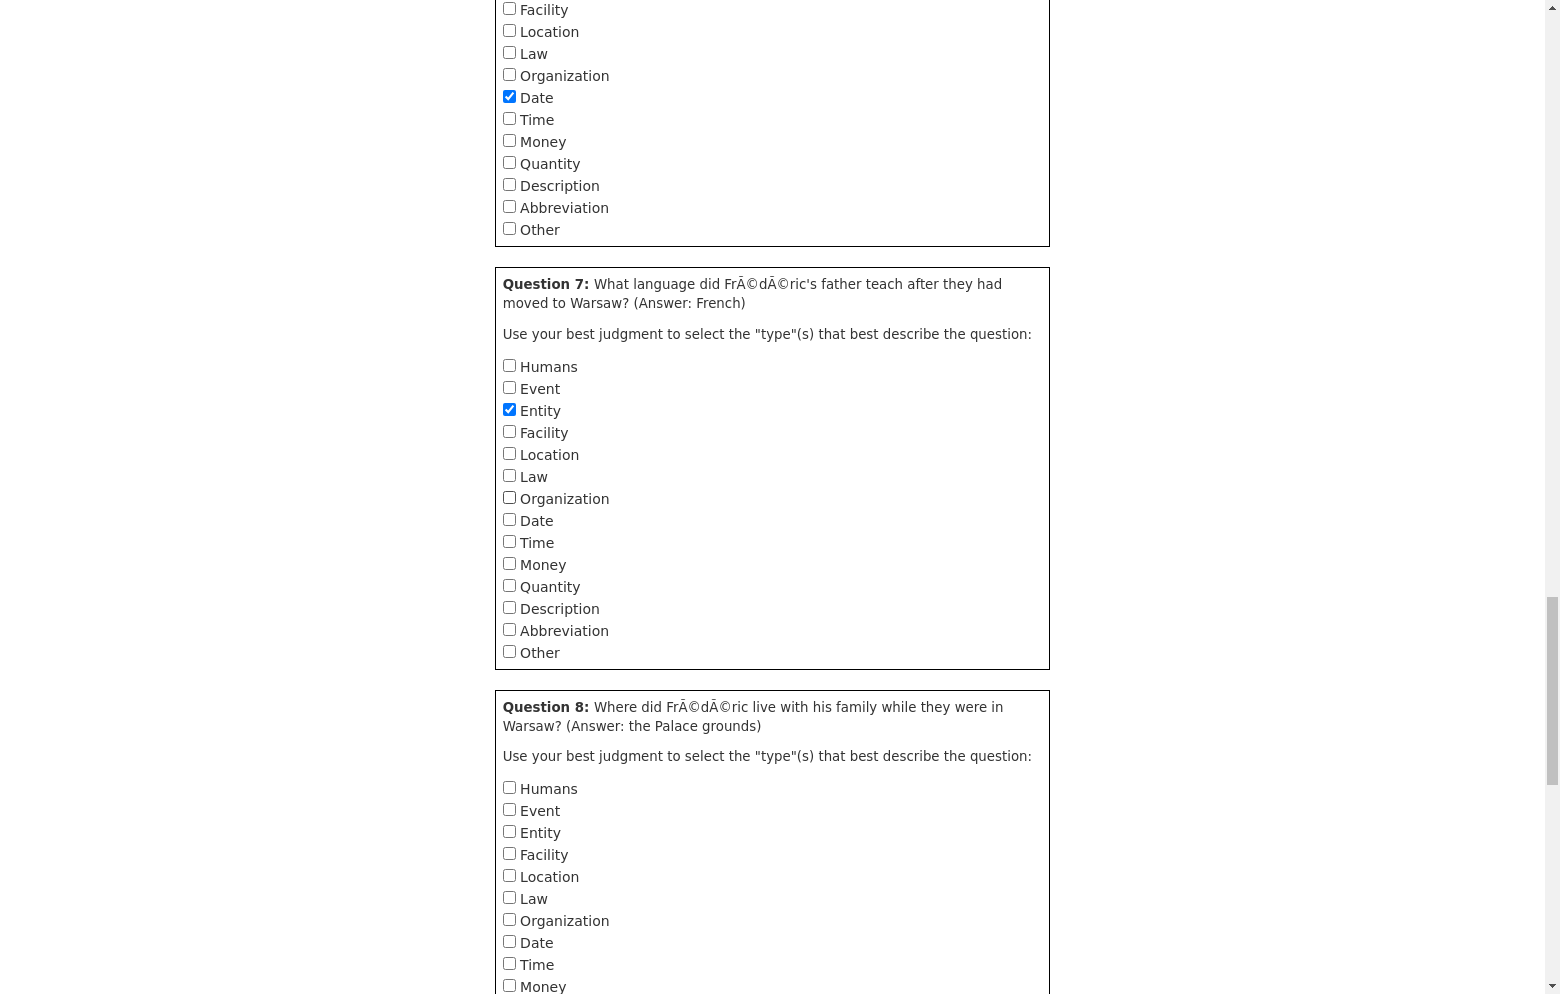 Facility
Location
Law
Organization
Date
Time
Money
Quantity
Description
Abbreviation
Other
Question 7: What language did FrÃ©dÃ©ric's father teach after they had
moved to Warsaw? (Answer: French)
Use your best judgment to select the "type"(s) that best describe the question:
Humans
Event
Entity
Facility
Location
Law
Organization
Date
Time
Money
Quantity
Description
Abbreviation
Other
Question 8: Where did FrÃ©dÃ©ric live with his family while they were in
Warsaw? (Answer: the Palace grounds)
Use your best judgment to select the "type"(s) that best describe the question:
Humans
Event
Entity
Facility
Location
Law
Organization
Date
Time
Money